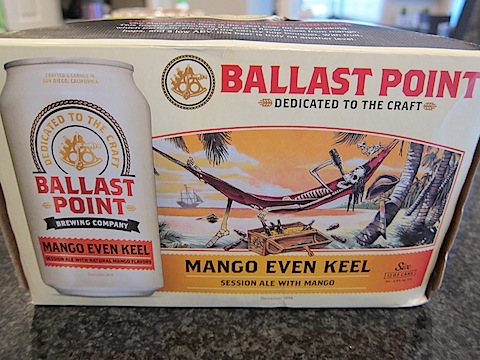 BALLAST POINT
DEDICATED TO THE CRAFT
CRAFTED & CANNED IN
SAN DIEGO, CALIFORNIA
DEDICATED TO THE CRAFT
BALLAST
POINT
BREWING COMPANY
MANGO EVEN KEEL
SESSION ALE WITH NATURAL MANGO FLAVORS
MANGO EVEN KEEL
SESSION ALE WITH MANGO
Six
12 OZ CANS